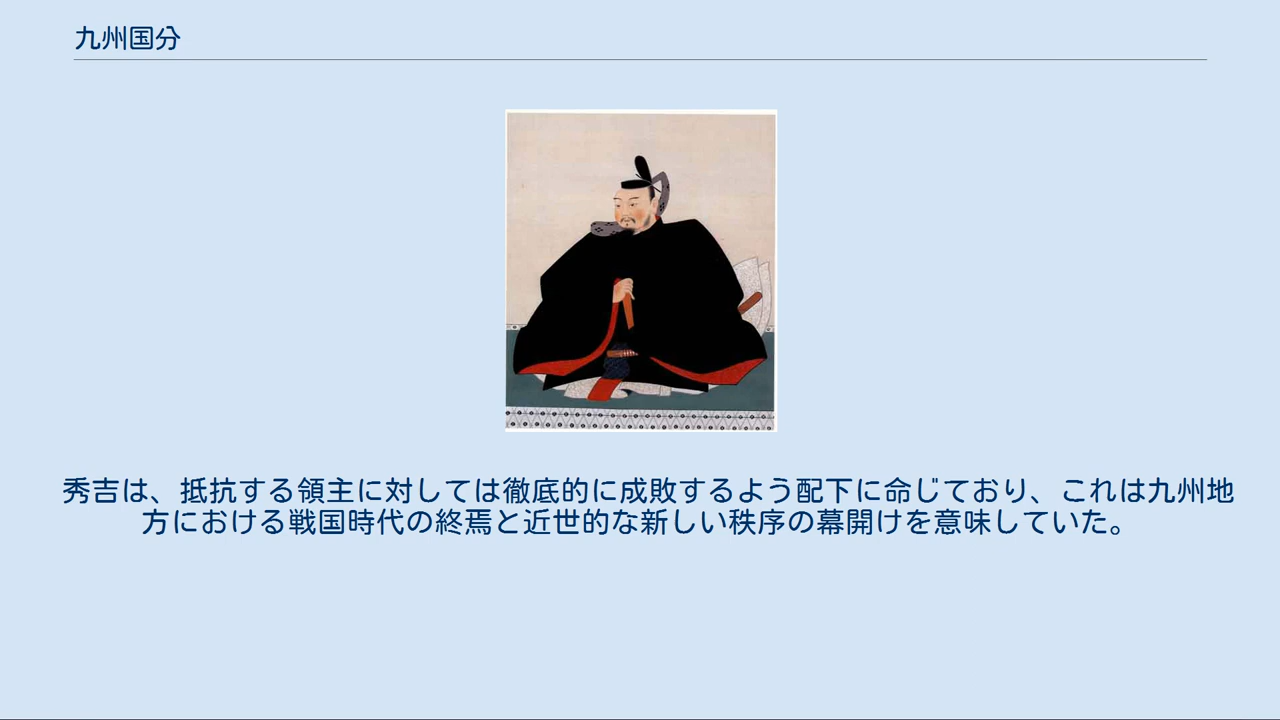 九州国分
秀吉は、抵抗する領主に対しては徹底的に成敗するよう配下に命じており、これは九州地
方における戦国時代の終焉と近世的な新しい秩序の幕開けを意味していた。